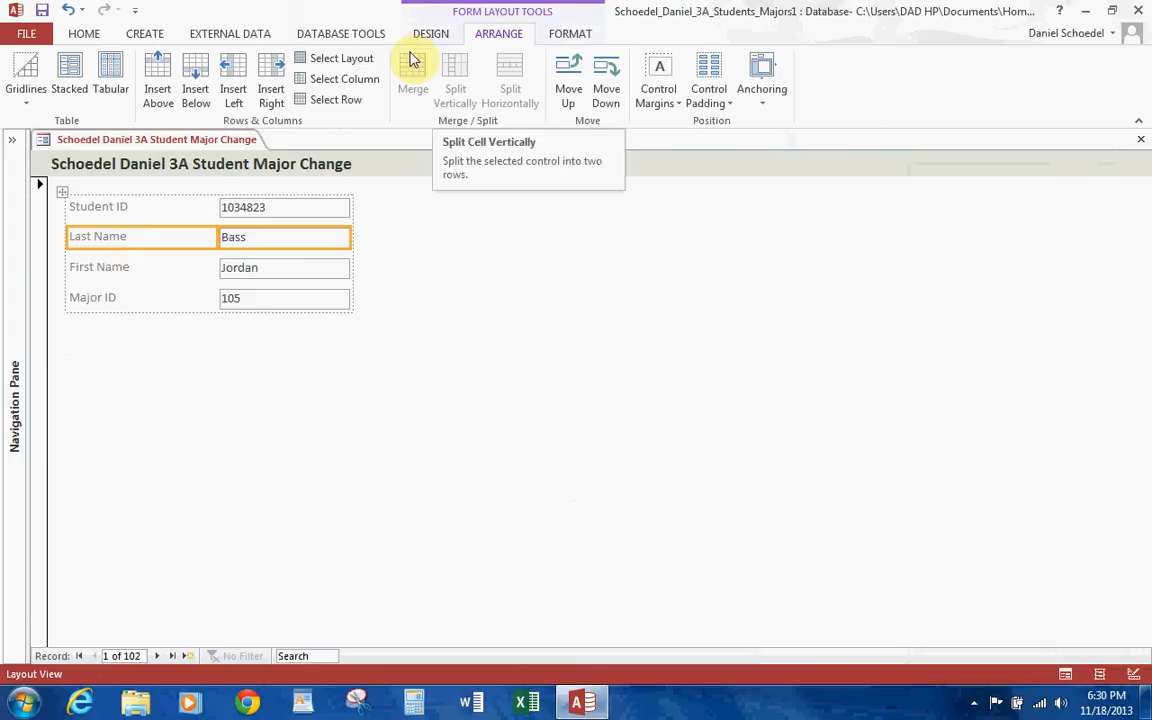 FORM LAYOUT TOOLS
Schoedel_Daniel_3A_Students_Majors1 : Database- C:\Users\DAD HP\Documents\Hom...
?
FILE HOME CREATE EXTERNAL DATA DATABASE TOOLS DESIGN ARRANGE FORMAT Daniel Schoedel
Gridlines Stacked Tabular
Table
Insert Above
Insert Below
Insert Left
Insert Right
Select Layout
Select Column
Select Row
Rows & Columns
Merge
Split Vertically
Split Horizontally
Merge / Split
Move Up
Move Down
Move
Control Margins
Control Padding
Anchoring
Position
Schoedel Daniel 3A Student Major Change
Split Cell Vertically
Split the selected control into two
rows.
Schoedel Daniel 3A Student Major Change
Student ID 1034823
Last Name Bass
First Name Jordan
Major ID 105
Navigation Pane
Record: 1 of 102 No Filter Search
Layout View
6:30 PM
11/18/2013